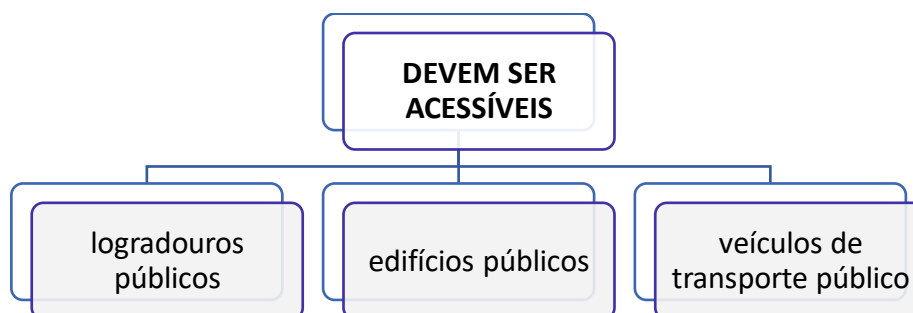 DEVEM SER
ACESSÍVEIS
logradouros
públicos
edifícios públicos
veículos de
transporte público